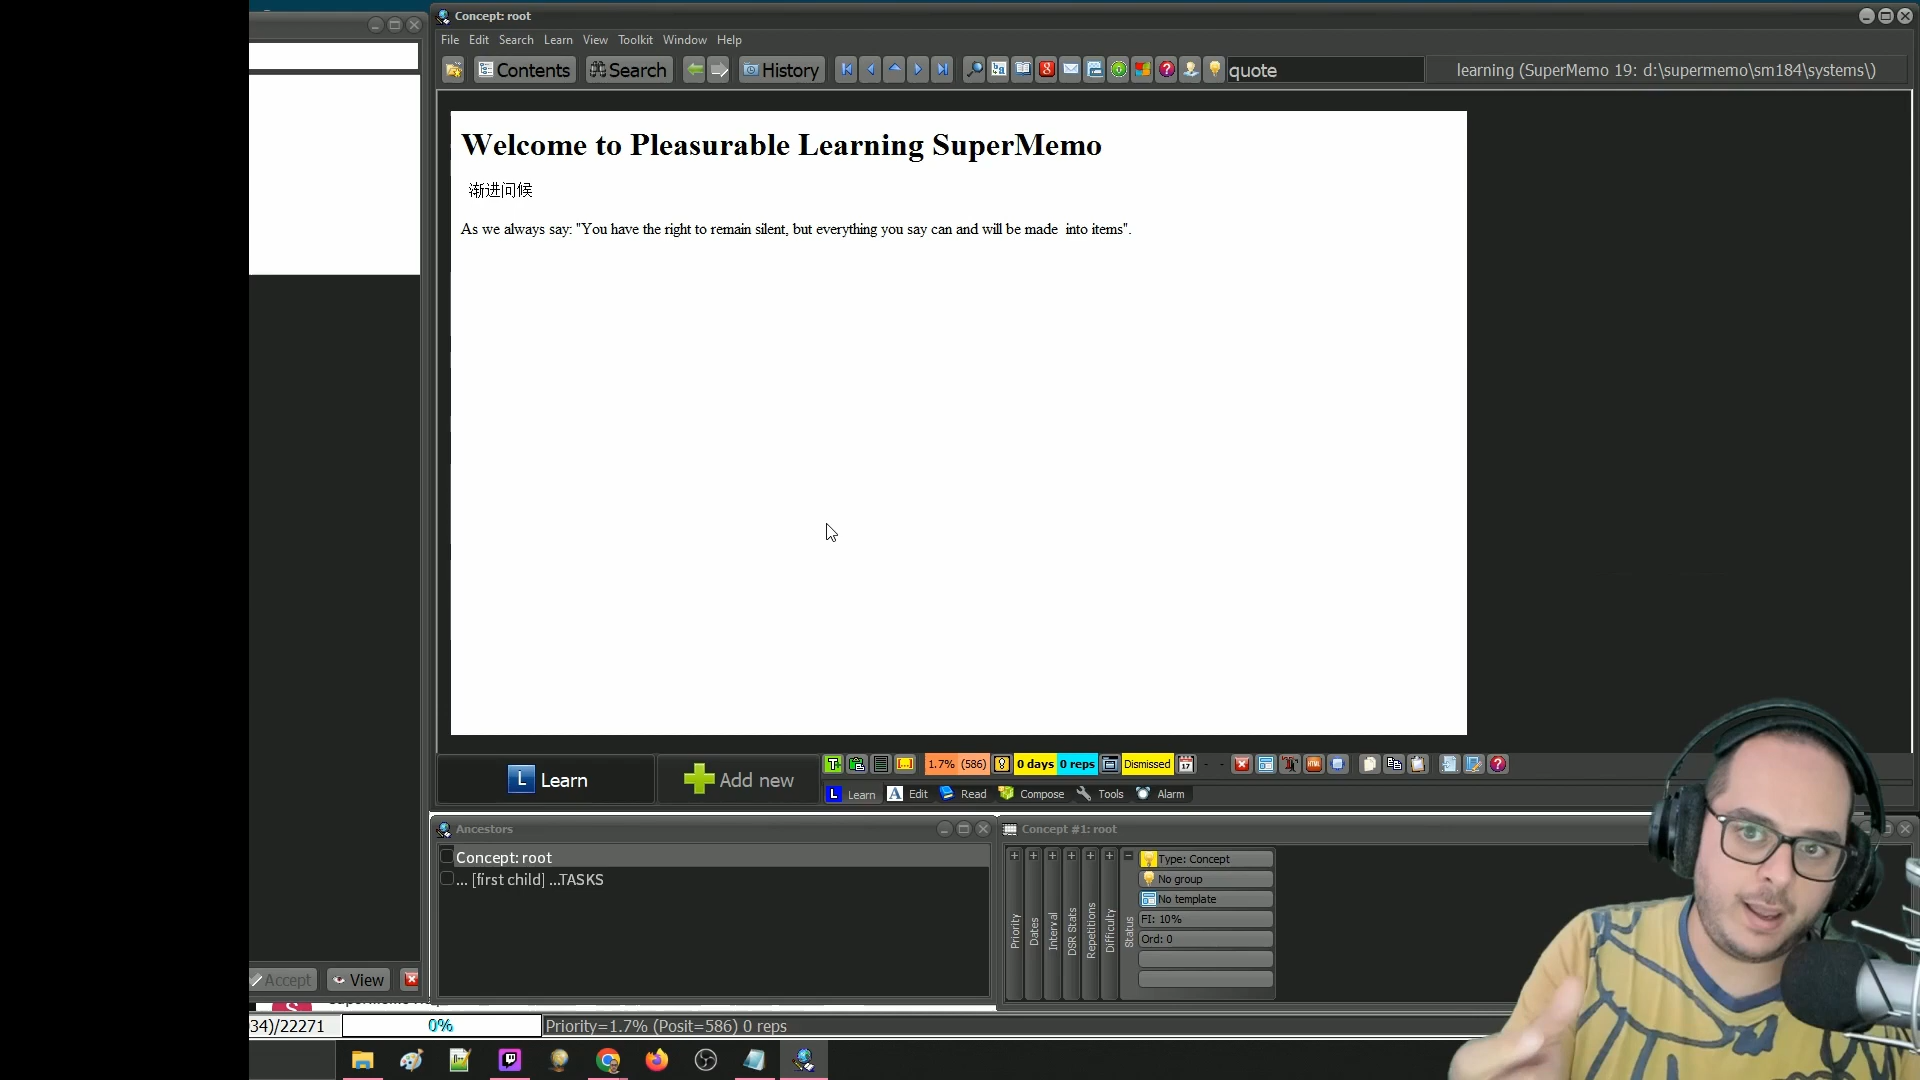 Concept: root
File Edit Search Learn View Toolkit Window Help
Contents Search History quote learning (SuperMemo 19: d:\supermemo\sm184\systems\)
Welcome to Pleasurable Learning SuperMemo
渐进问候
As we always say: "You have the right to remain silent, but everything you say can and will be made into items".
L Learn Add new
1.7% (586) 0 days 0 reps Dismissed 17 - -
L Learn A Edit Read Compose Tools Alarm
Ancestors
Concept: root
... [first child] ...TASKS
Concept #1: root
Priority
Dates
Interval
DSR Stats
Repetitions
Difficulty
Status
Type: Concept
No group
No template
FI: 10%
Ord: 0
Accept View
34)/22271 0% Priority=1.7% (Posit=586) 0 reps